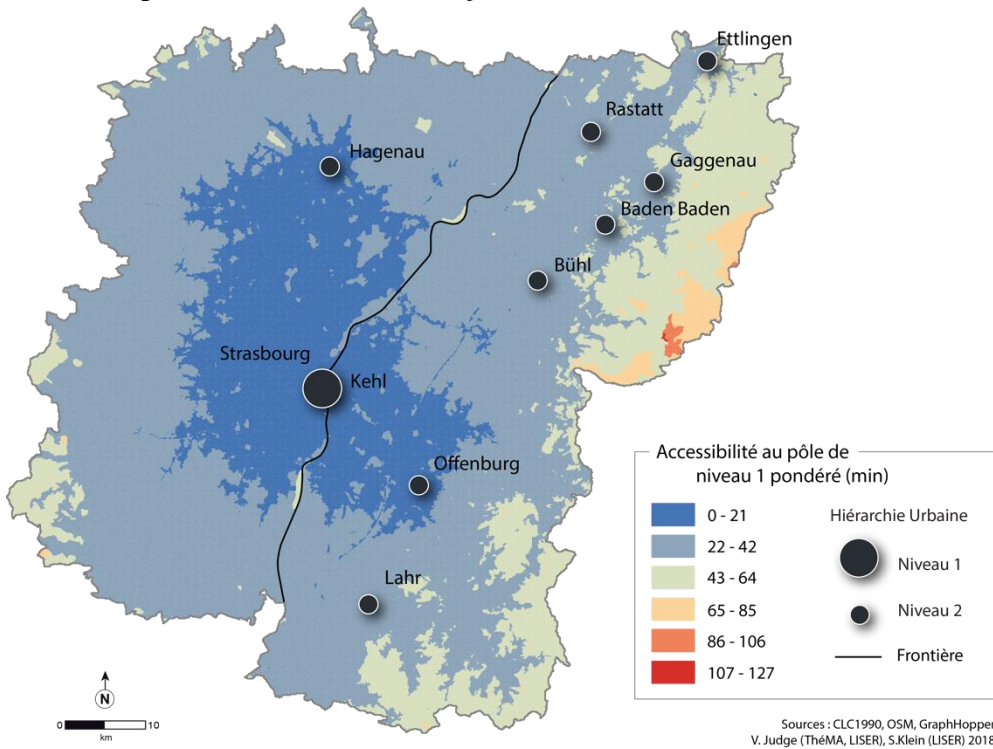 Ettlingen
Rastatt
Hagenau
Gaggenau
Baden Baden
Bühl
Strasbourg
Kehl
Offenburg
Lahr
Accessibilité au pôle de
niveau 1 pondéré (min)
0 - 21
22 - 42
43 - 64
65 - 85
86 - 106
107 - 127
Hiérarchie Urbaine
Niveau 1
Niveau 2
Frontière
N
0 10
km
Sources : CLC1990, OSM, GraphHopper
V. Judge (ThéMA, LISER), S.Klein (LISER) 2018